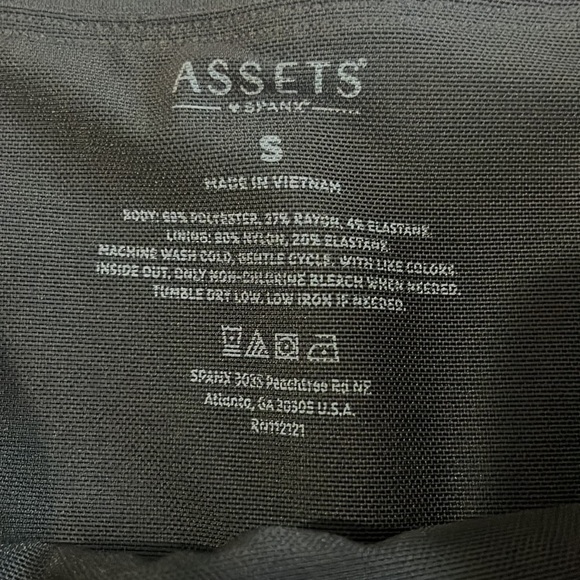 ASSETS®
♥ SPANX®
S
MADE IN VIETNAM
BODY: 69% POLYESTER, 27% RAYON, 4% ELASTANE
LINING: 80% NYLON, 20% ELASTANE.
MACHINE WASH COLD, GENTLE CYCLE, WITH LIKE COLORS
INSIDE OUT, ONLY NON-CHLORINE BLEACH WHEN NEEDED.
TUMBLE DRY LOW. LOW IRON IF NEEDED.
SPANX 3035 Peachtree Rd NE
Atlanta, GA 30305 U.S.A.
RN112121